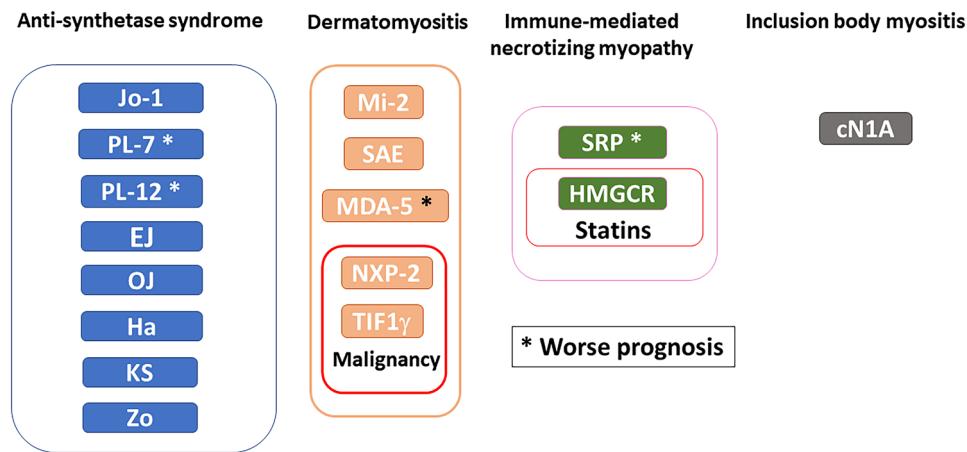 Anti-synthetase syndrome
Jo-1
PL-7 *
PL-12 *
EJ
OJ
Ha
KS
Zo
Dermatomyositis
Mi-2
SAE
MDA-5 *
NXP-2
TIF1γ
Malignancy
Immune-mediated
necrotizing myopathy
SRP *
HMGCR
Statins
* Worse prognosis
Inclusion body myositis
cN1A